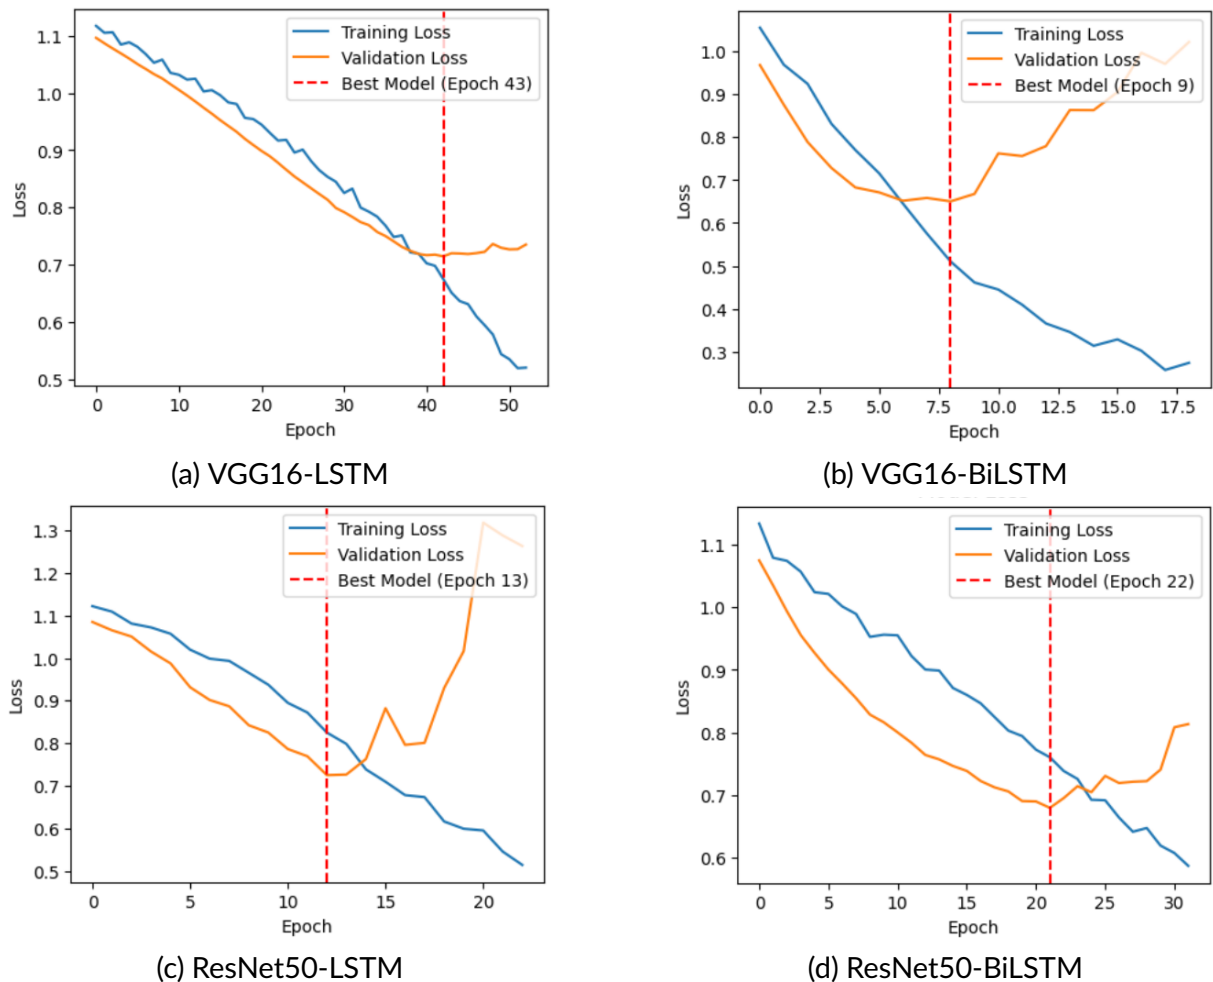 Training Loss
Validation Loss
Best Model (Epoch 43)
1.1
1.0
0.9
0.8
0.7
0.6
0.5
Loss
0 10 20 30 40 50
Epoch
(a) VGG16-LSTM
Training Loss
Validation Loss
Best Model (Epoch 9)
1.0
0.9
0.8
0.7
0.6
0.5
0.4
0.3
Loss
0.0 2.5 5.0 7.5 10.0 12.5 15.0 17.5
Epoch
(b) VGG16-BiLSTM
Training Loss
Validation Loss
Best Model (Epoch 13)
1.3
1.2
1.1
1.0
0.9
0.8
0.7
0.6
0.5
Loss
0 5 10 15 20
Epoch
(c) ResNet50-LSTM
Training Loss
Validation Loss
Best Model (Epoch 22)
1.1
1.0
0.9
0.8
0.7
0.6
Loss
0 5 10 15 20 25 30
Epoch
(d) ResNet50-BiLSTM